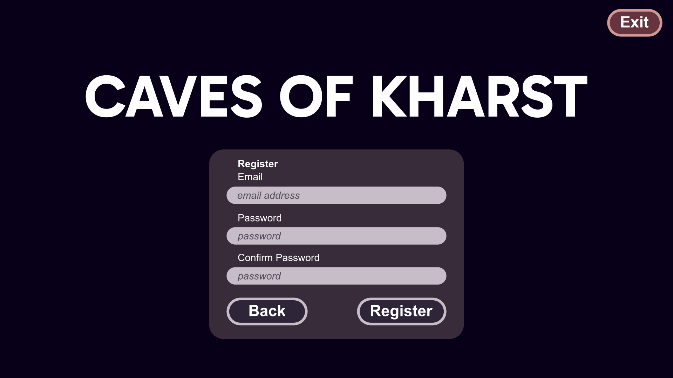 Exit
CAVES OF KHARST
Register
Email
email address
Password
password
Confirm Password
password
Back
Register